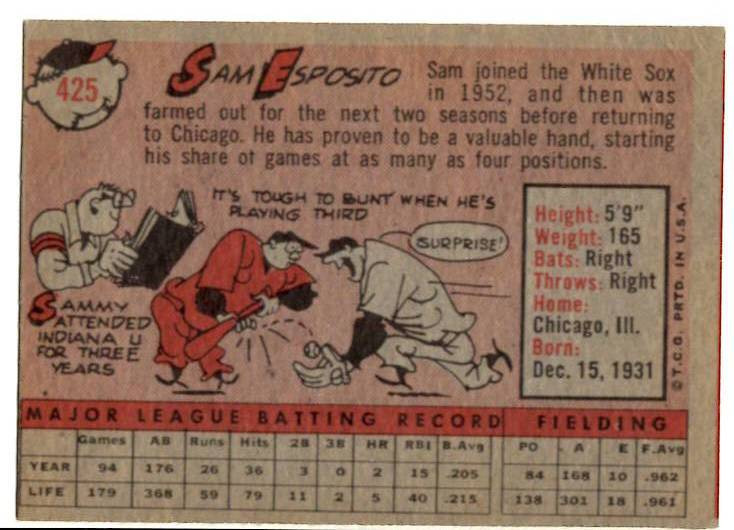 425
SAM ESPOSITO
Sam joined the White Sox
in 1952, and then was
farmed out for the next two seasons before returning
to Chicago. He has proven to be a valuable hand, starting
his share of games at as many as four positions.
IT'S TOUGH TO BUNT WHEN HE'S
PLAYING THIRD
SURPRISE!
SAMMY
ATTENDED
INDIANA U
FOR THREE
YEARS
Height: 5'9"
Weight: 165
Bats: Right
Throws: Right
Home:
Chicago, Ill.
Born:
Dec. 15, 1931
© T.C.G. PRTD. IN U.S.A.
MAJOR LEAGUE BATTING RECORD FIELDING
Games AB Runs Hits 2B 3B HR RBI B.Avg PO A E F.Avg
YEAR 94 176 26 36 3 0 2 15 .205 84 168 10 .962
LIFE 179 368 59 79 11 2 5 40 .215 138 301 18 .961